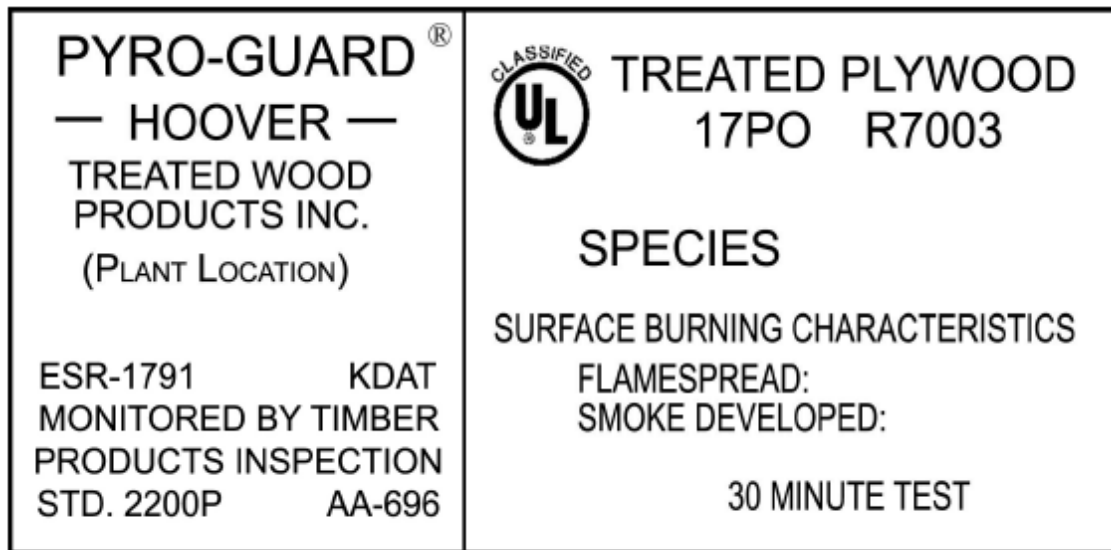 PYRO-GUARD ®
— HOOVER —
TREATED WOOD
PRODUCTS INC.
(PLANT LOCATION)
ESR-1791 KDAT
MONITORED BY TIMBER
PRODUCTS INSPECTION
STD. 2200P AA-696
CLASSIFIED
UL ®
TREATED PLYWOOD
17PO R7003
SPECIES
SURFACE BURNING CHARACTERISTICS
FLAMESPREAD:
SMOKE DEVELOPED:
30 MINUTE TEST